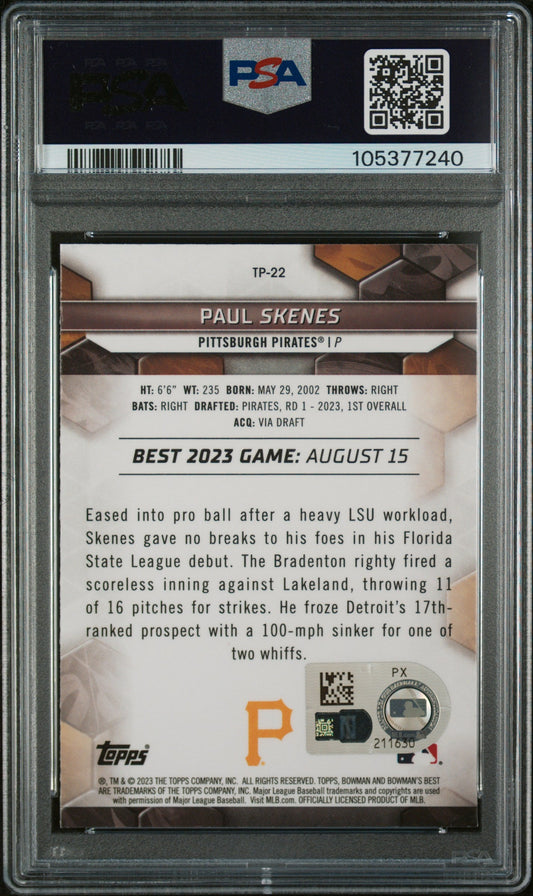 PSA
PSA
105377240
TP-22
PAUL SKENES
PITTSBURGH PIRATES® | P
HT: 6'6" WT: 235 BORN: MAY 29, 2002 THROWS: RIGHT
BATS: RIGHT DRAFTED: PIRATES, RD 1 - 2023, 1ST OVERALL
ACQ: VIA DRAFT
BEST 2023 GAME: AUGUST 15
Eased into pro ball after a heavy LSU workload,
Skenes gave no breaks to his foes in his Florida
State League debut. The Bradenton righty fired a
scoreless inning against Lakeland, throwing 11
of 16 pitches for strikes. He froze Detroit's 17th-
ranked prospect with a 100-mph sinker for one of
two whiffs.
PX
P
211630
Topps
®, TM & © 2023 THE TOPPS COMPANY, INC. ALL RIGHTS RESERVED. TOPPS, BOWMAN AND BOWMAN'S BEST
ARE TRADEMARKS OF THE TOPPS COMPANY, INC. Major League Baseball trademarks and copyrights are used
with permission of Major League Baseball. Visit MLB.com. OFFICIALLY LICENSED PRODUCT OF MLB.
PSA